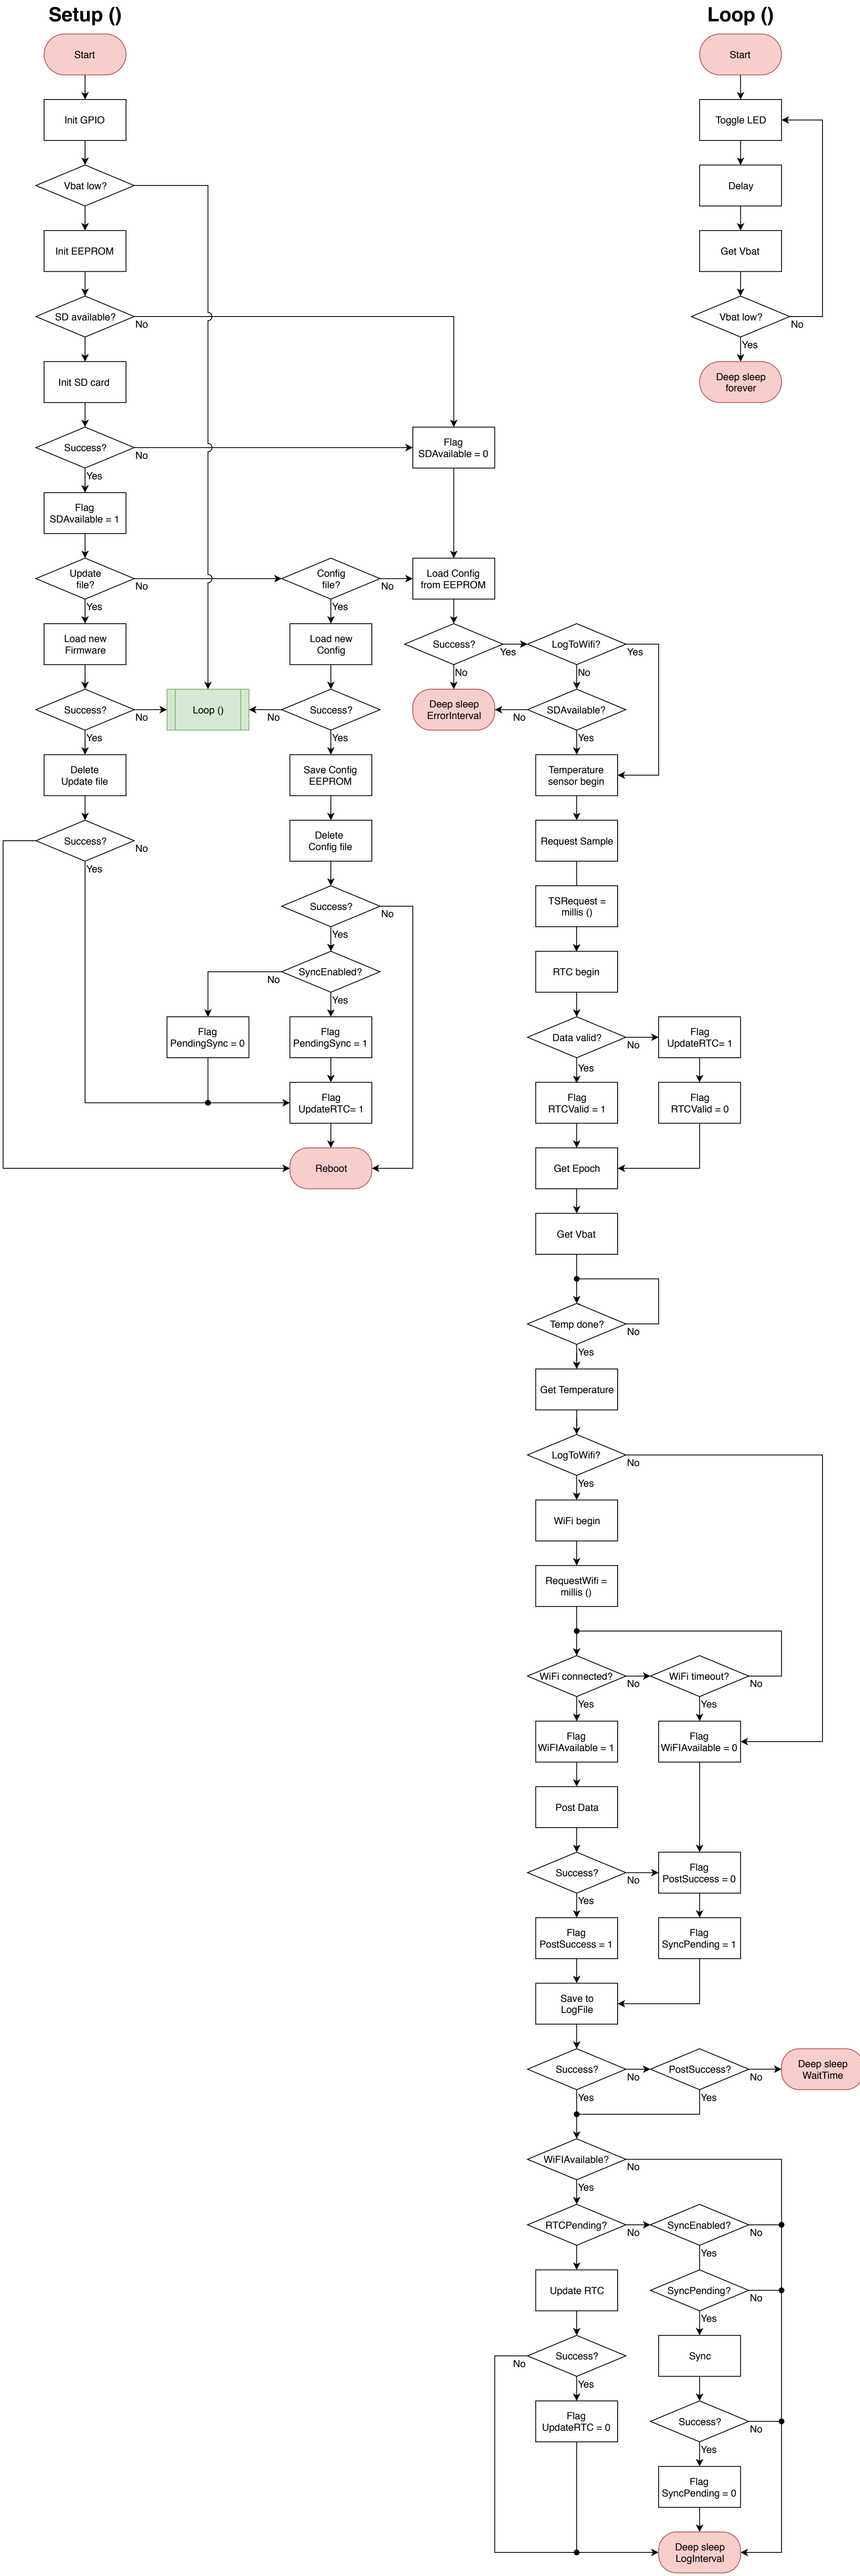 Setup ()
Loop ()
Start
Start
Init GPIO
Toggle LED
Vbat low?
Delay
Init EEPROM
Get Vbat
SD available?
No
Vbat low?
No
Yes
Init SD card
Deep sleep
forever
Success?
No
Yes
Flag
SDAvailable = 0
Flag
SDAvailable = 1
Update
file?
No
Yes
Config
file?
No
Yes
Load Config
from EEPROM
Load new
Firmware
Load new
Config
Success?
Yes
No
LogToWifi?
Yes
No
Success?
No
Yes
Loop ()
Success?
No
Yes
Deep sleep
ErrorInterval
SDAvailable?
No
Yes
Delete
Update file
Save Config
EEPROM
Temperature
sensor begin
Success?
No
Yes
Delete
Config file
Request Sample
Success?
No
Yes
TSRequest =
millis ()
SyncEnabled?
No
Yes
RTC begin
Flag
PendingSync = 0
Flag
PendingSync = 1
Data valid?
No
Yes
Flag
UpdateRTC= 1
Flag
UpdateRTC= 1
Flag
RTCValid = 1
Flag
RTCValid = 0
Reboot
Get Epoch
Get Vbat
Temp done?
No
Yes
Get Temperature
LogToWifi?
No
Yes
WiFi begin
RequestWifi =
millis ()
WiFi connected?
No
Yes
WiFi timeout?
No
Yes
Flag
WiFIAvailable = 1
Flag
WiFIAvailable = 0
Post Data
Success?
No
Yes
Flag
PostSuccess = 0
Flag
PostSuccess = 1
Flag
SyncPending = 1
Save to
LogFile
Success?
No
Yes
PostSuccess?
No
Yes
Deep sleep
WaitTime
WiFIAvailable?
No
Yes
RTCPending?
No
SyncEnabled?
No
Yes
Update RTC
SyncPending?
No
Yes
Success?
No
Yes
Sync
Flag
UpdateRTC = 0
Success?
No
Yes
Flag
SyncPending = 0
Deep sleep
LogInterval